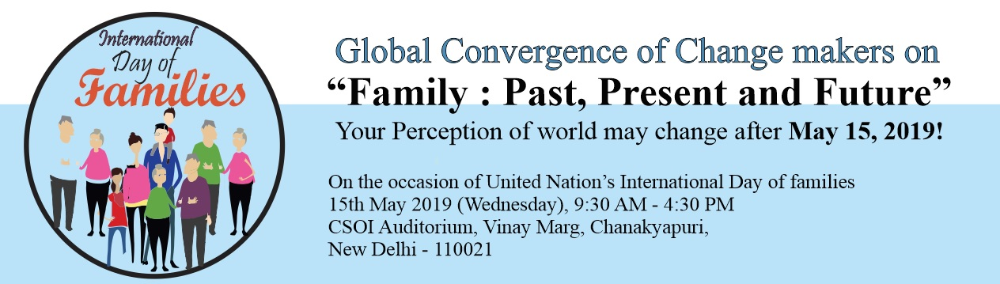 International
Day of
Families
Global Convergence of Change makers on
“Family : Past, Present and Future”
Your Perception of world may change after May 15, 2019!
On the occasion of United Nation’s International Day of families
15th May 2019 (Wednesday), 9:30 AM - 4:30 PM
CSOI Auditorium, Vinay Marg, Chanakyapuri,
New Delhi - 110021